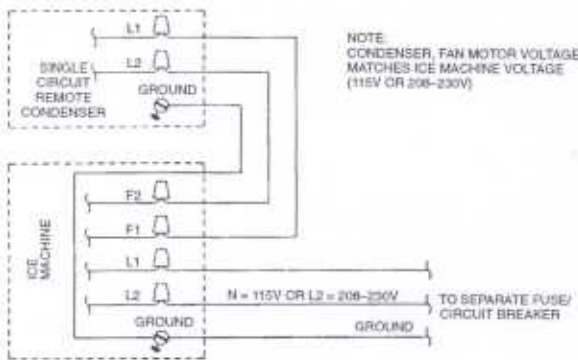 L1
L2
SINGLE
CIRCUIT
REMOTE
CONDENSER
GROUND
NOTE:
CONDENSER, FAN MOTOR VOLTAGE
MATCHES ICE MACHINE VOLTAGE
(115V OR 208–230V)
ICE
MACHINE
F2
F1
L1
L2
N = 115V OR L2 = 208–230V
GROUND
GROUND
TO SEPARATE FUSE/
CIRCUIT BREAKER